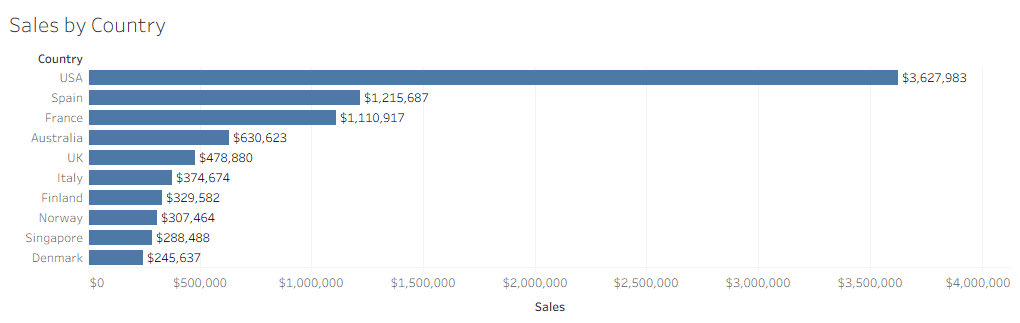 Sales by Country
Country
USA $3,627,983
Spain $1,215,687
France $1,110,917
Australia $630,623
UK $478,880
Italy $374,674
Finland $329,582
Norway $307,464
Singapore $288,488
Denmark $245,637
$0 $500,000 $1,000,000 $1,500,000 $2,000,000 $2,500,000 $3,000,000 $3,500,000 $4,000,000
Sales